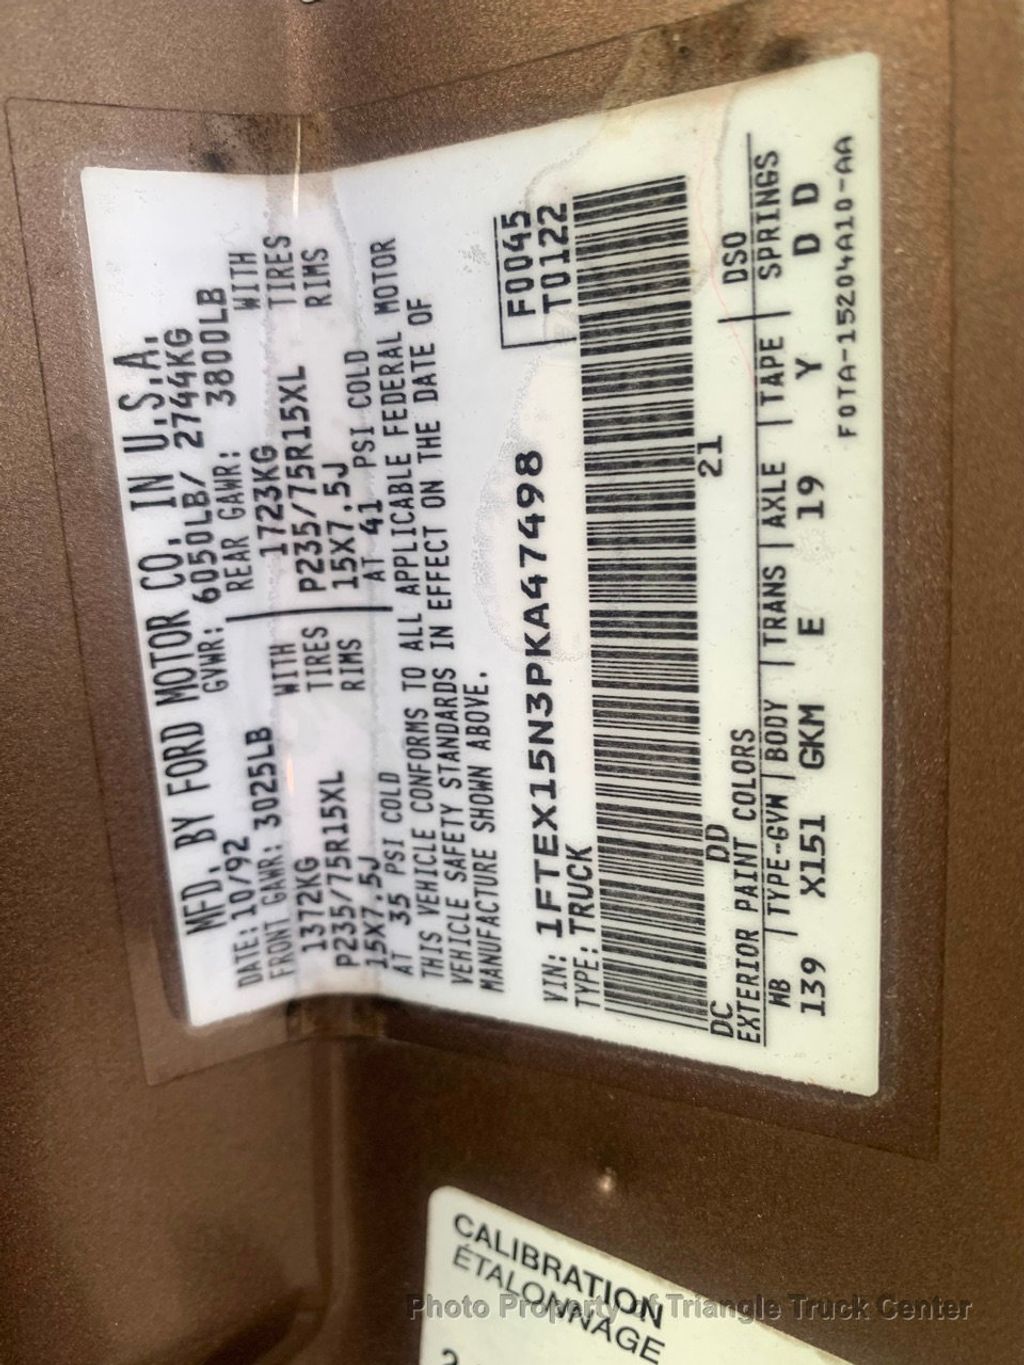 MFD. BY FORD MOTOR CO. IN U.S.A.
DATE: 10/92 GVWR: 6050LB/ 2744KG
FRONT GAWR: 3025LB REAR GAWR: 3800LB
1372KG WITH 1723KG WITH
P235/75R15XL TIRES P235/75R15XL TIRES
15X7.5J RIMS 15X7.5J RIMS
AT 35 PSI COLD AT 41 PSI COLD
THIS VEHICLE CONFORMS TO ALL APPLICABLE FEDERAL MOTOR
VEHICLE SAFETY STANDARDS IN EFFECT ON THE DATE OF
MANUFACTURE SHOWN ABOVE.
F0045
T0122
VIN: 1FTEX15N3PKA47498
TYPE: TRUCK
DC DD 21
EXTERIOR PAINT COLORS DSO
WB | TYPE-GVW | BODY | TRANS | AXLE | TAPE | SPRINGS
139 X151 GKM E 19 Y D D
F0TA-15204A10-AA
CALIBRATION
ÉTALONNAGE
Photo Property of Triangle Truck Center